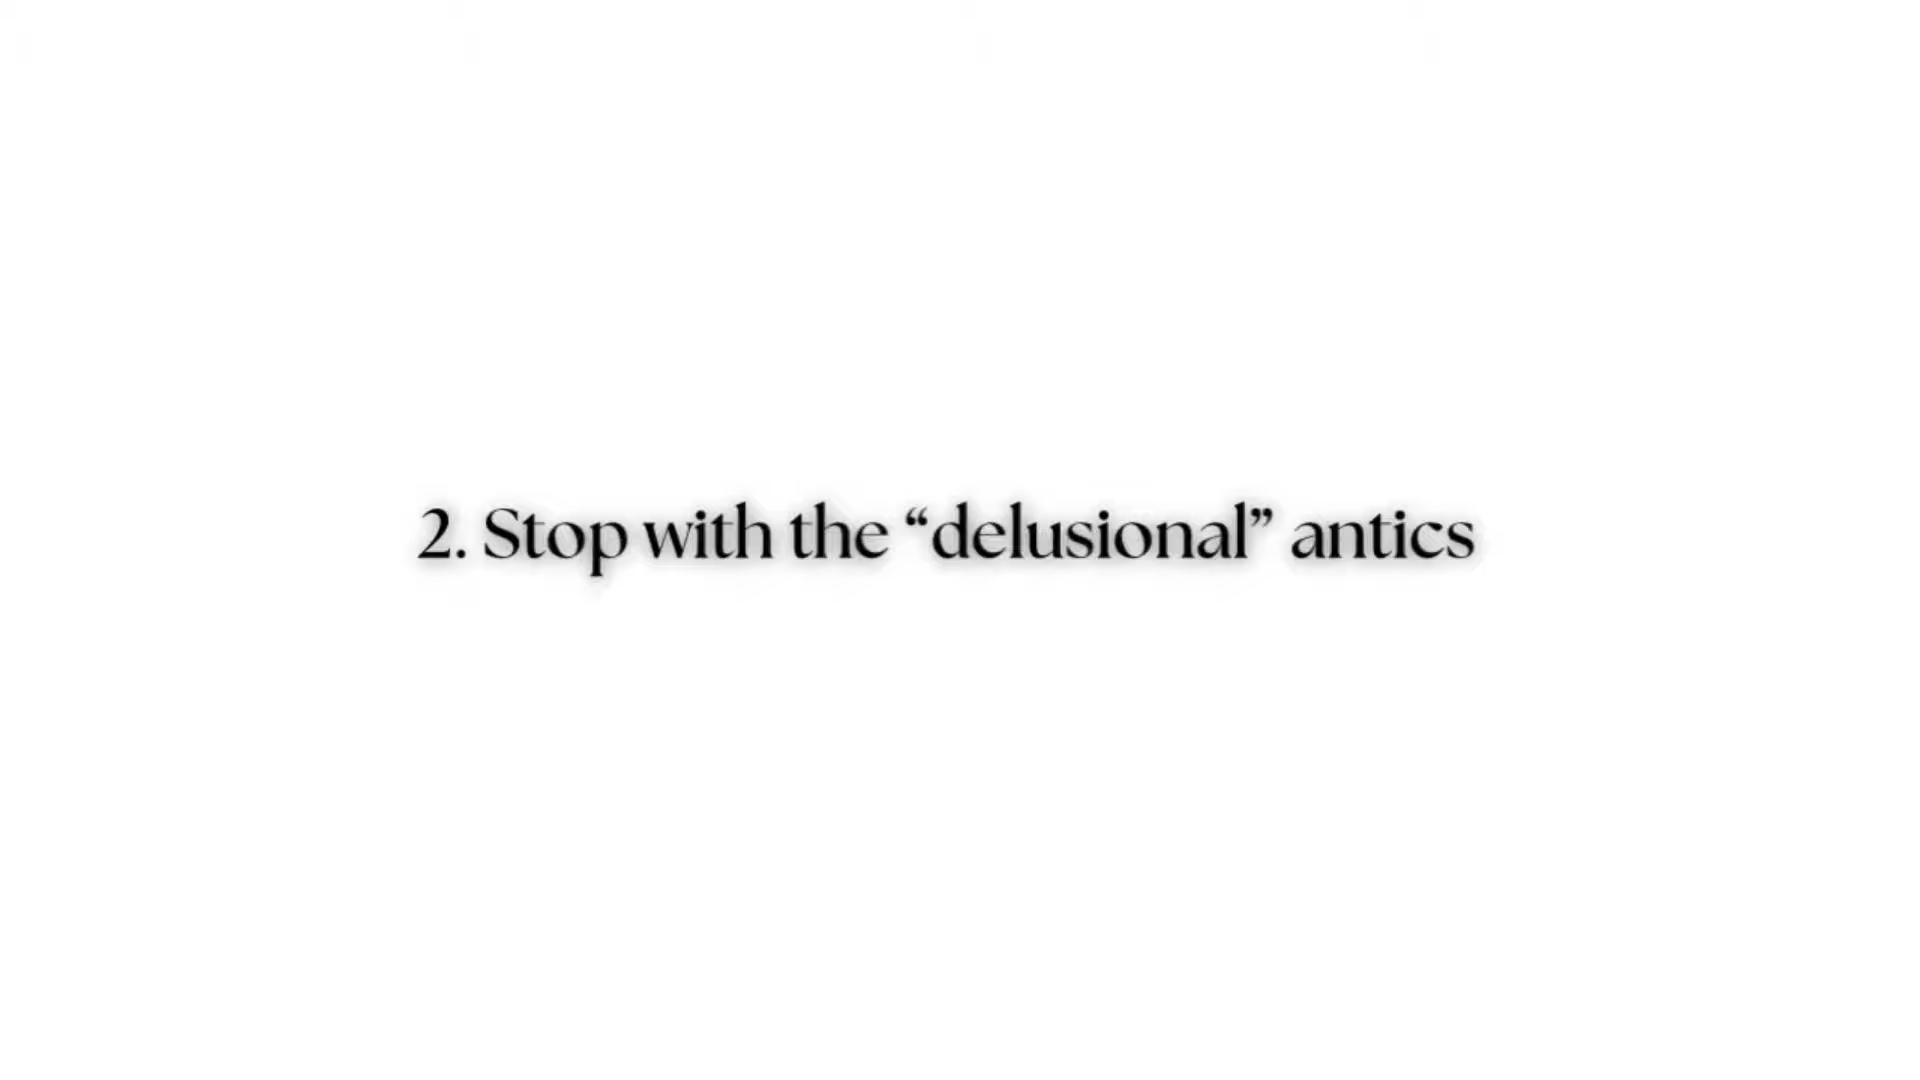 2. Stop with the “delusional” antics